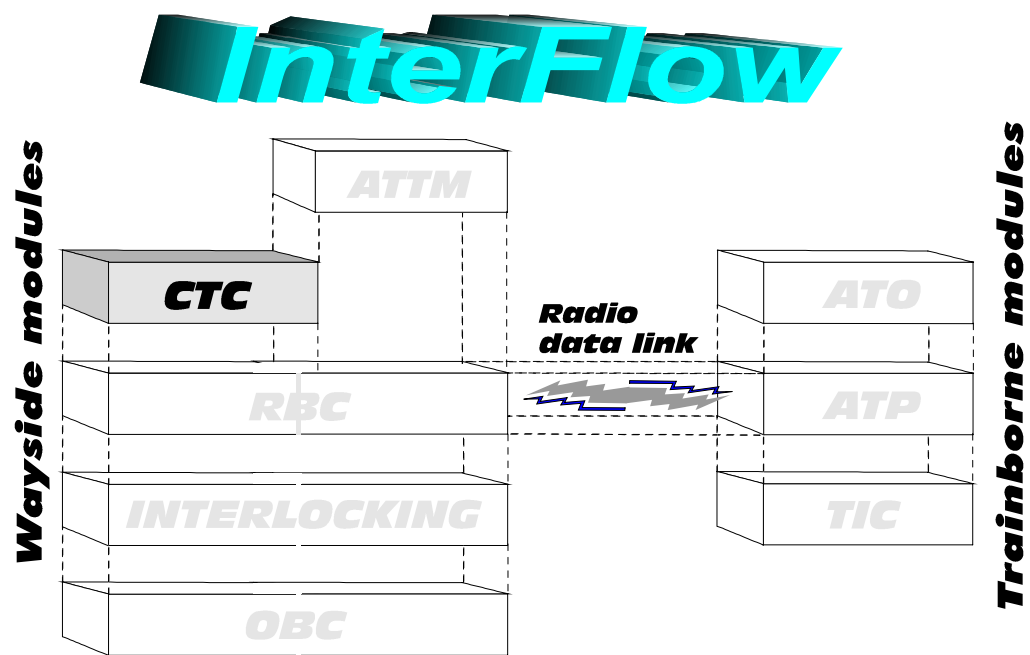 InterFlow
Wayside modules
Trainborne modules
ATTM
CTC
ATO
Radio
data link
RBC
ATP
INTERLOCKING
TIC
OBC